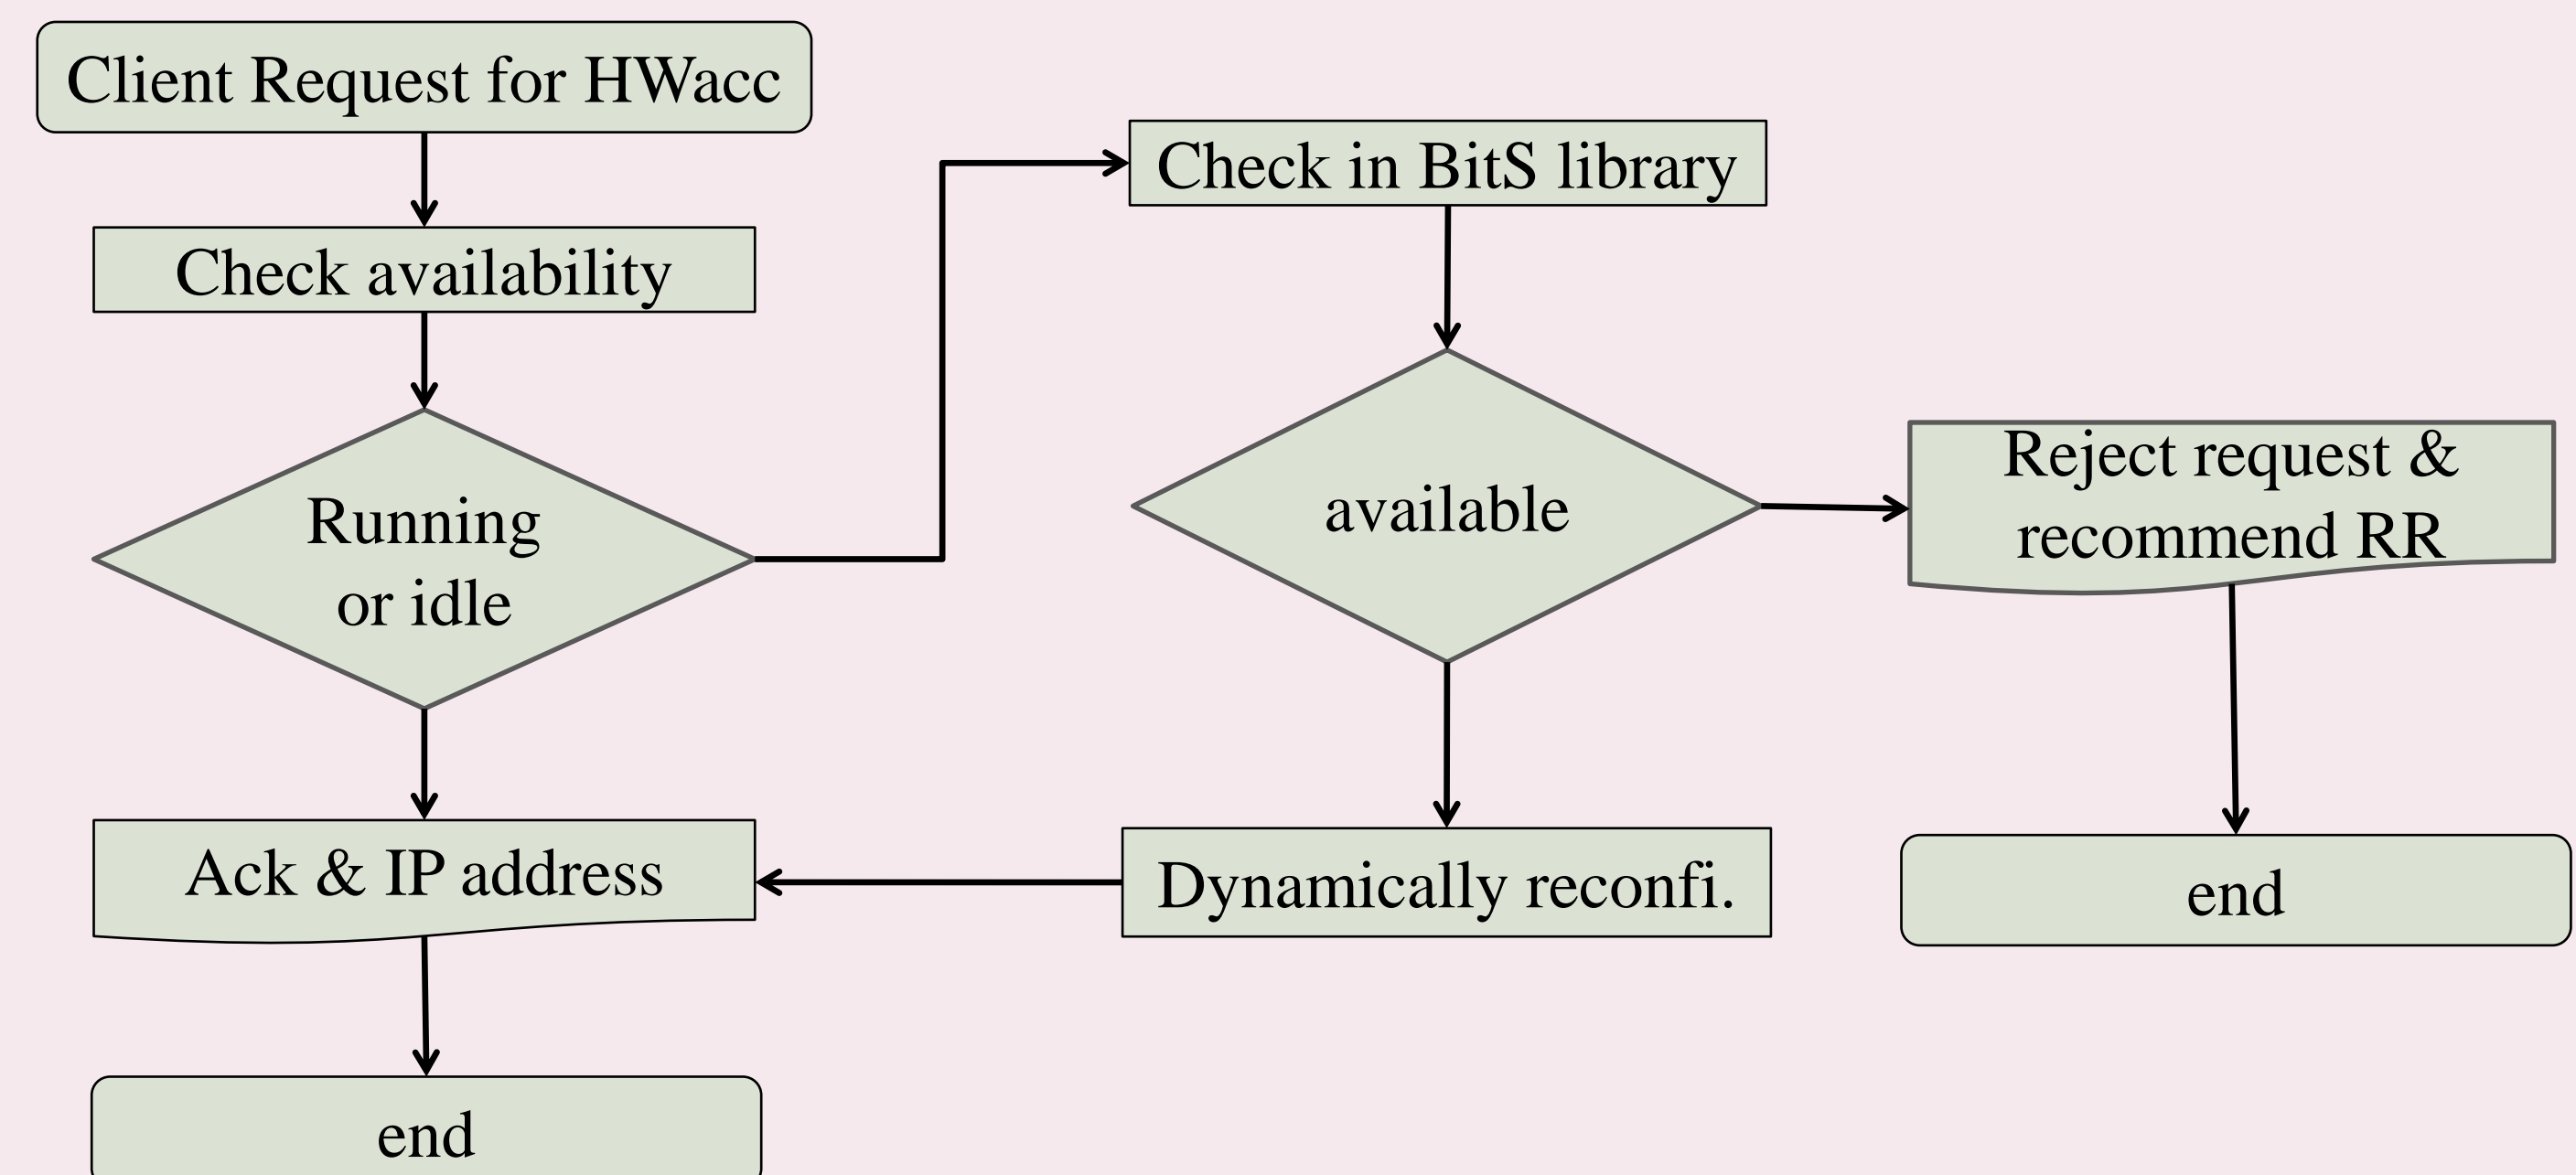 Client Request for HWacc
Check availability
Running
or idle
Ack & IP address
end
Check in BitS library
available
Dynamically reconfi.
Reject request &
recommend RR
end